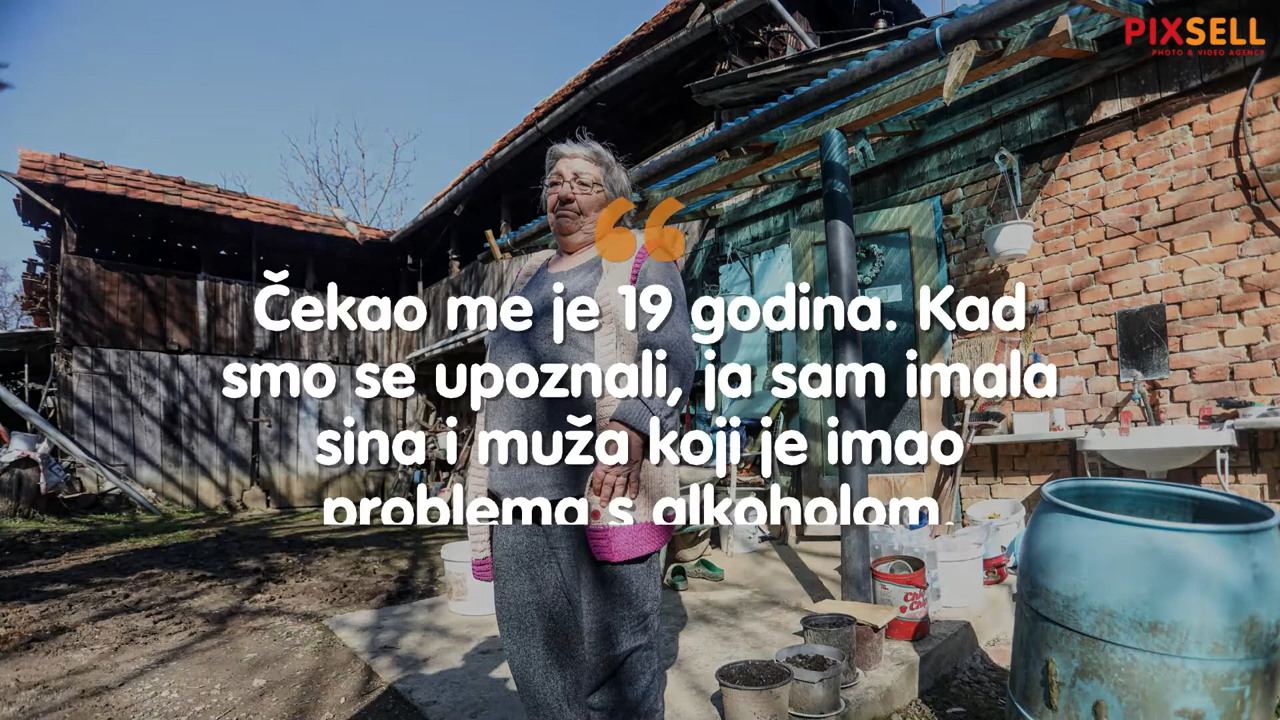 PIXSELL
PHOTO & VIDEO AGENCY
Čekao me je 19 godina. Kad
smo se upoznali, ja sam imala
sina i muža koji je imao
problema s alkoholom.